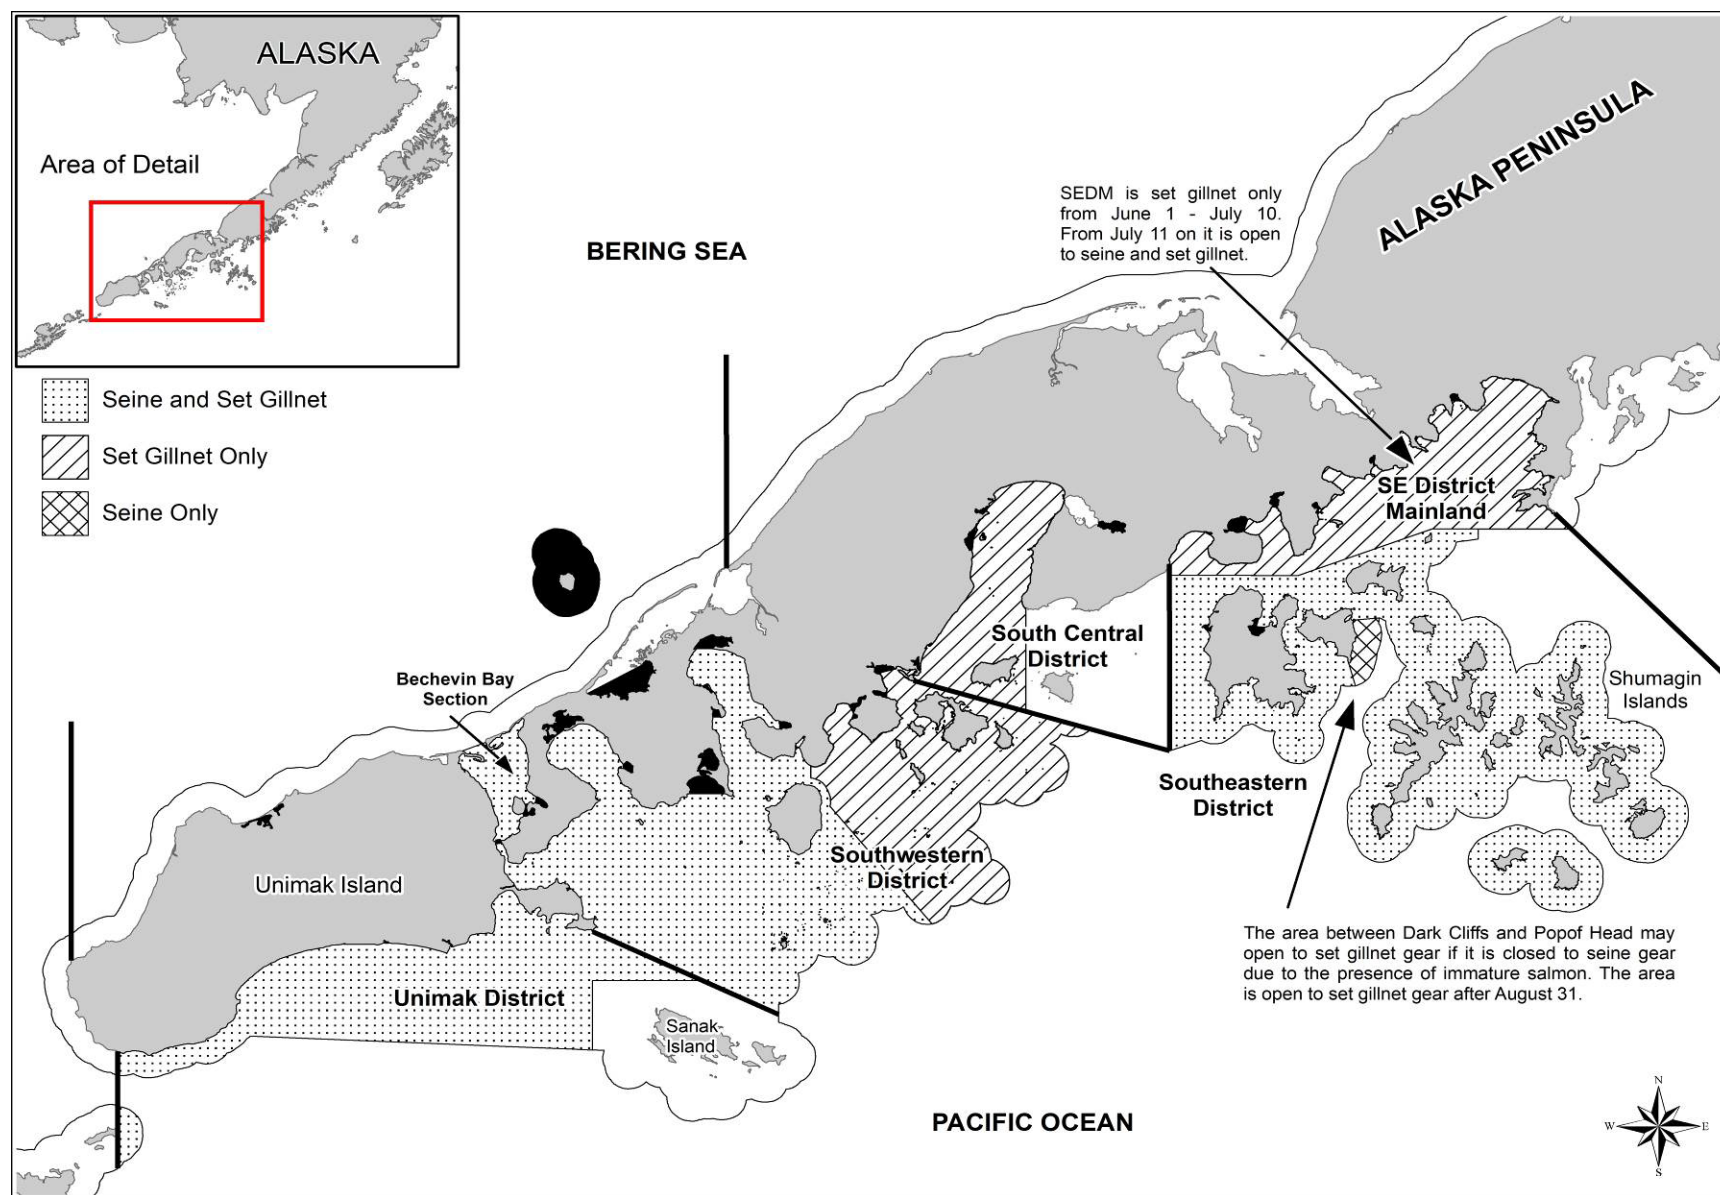 ALASKA
Area of Detail
Seine and Set Gillnet
Set Gillnet Only
Seine Only
BERING SEA
ALASKA PENINSULA
SEDM is set gillnet only
from June 1 - July 10.
From July 11 on it is open
to seine and set gillnet.
SE District
Mainland
South Central
District
Bechevin Bay
Section
Shumagin
Islands
Southeastern
District
Southwestern
District
Unimak Island
Unimak District
Sanak-
Island
The area between Dark Cliffs and Popof Head may
open to set gillnet gear if it is closed to seine gear
due to the presence of immature salmon. The area
is open to set gillnet gear after August 31.
PACIFIC OCEAN
N
W
E
S